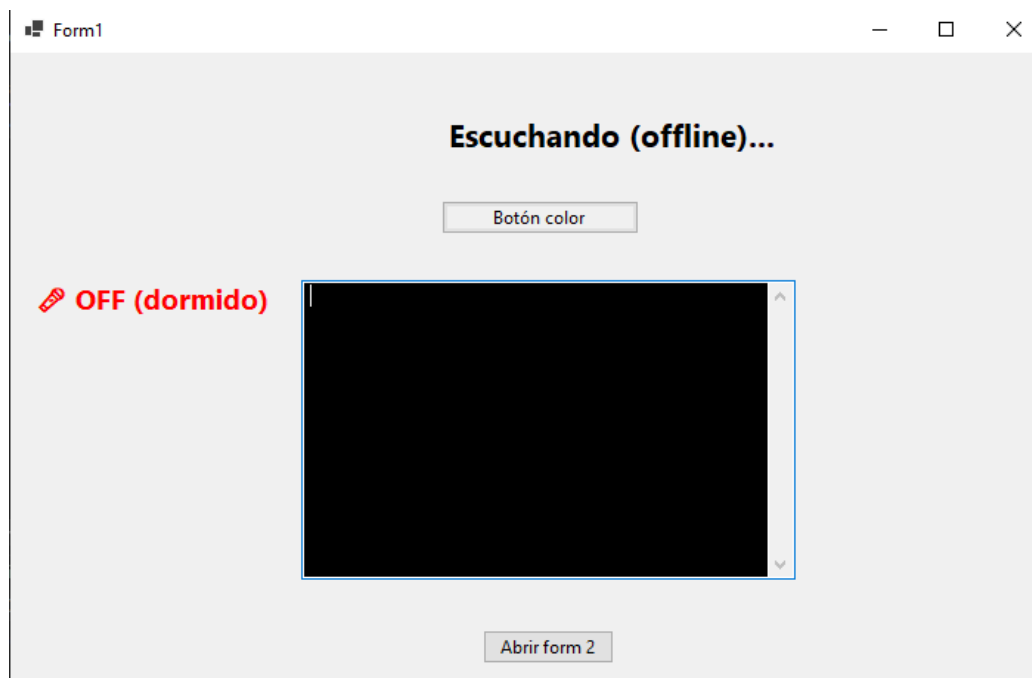 Form1
Escuchando (offline)...
Botón color
OFF (dormido)
Abrir form 2